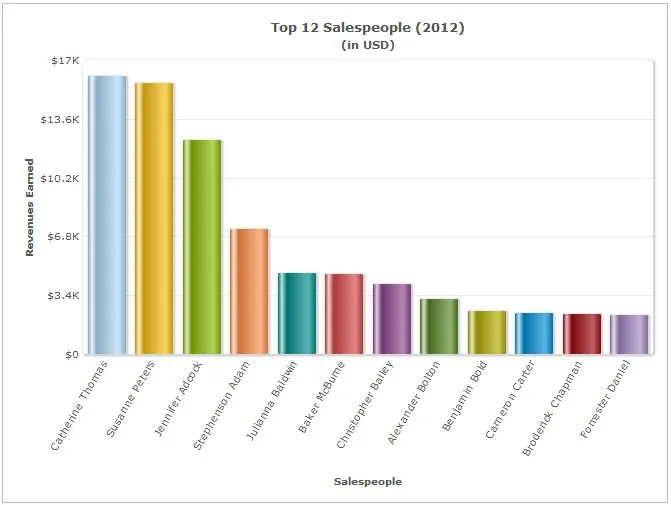 Top 12 Salespeople (2012)
(in USD)
$17K
$13.6K
$10.2K
$6.8K
$3.4K
$0
Revenues Earned
Catherine Thomas
Susanne Peters
Jennifer Adcock
Stephenson Adam
Julianna Baldwin
Baker McBume
Christopher Bailey
Alexander Bolton
Benjamin Bold
Cameron Carter
Broderick Chapman
Forrester Daniel
Salespeople